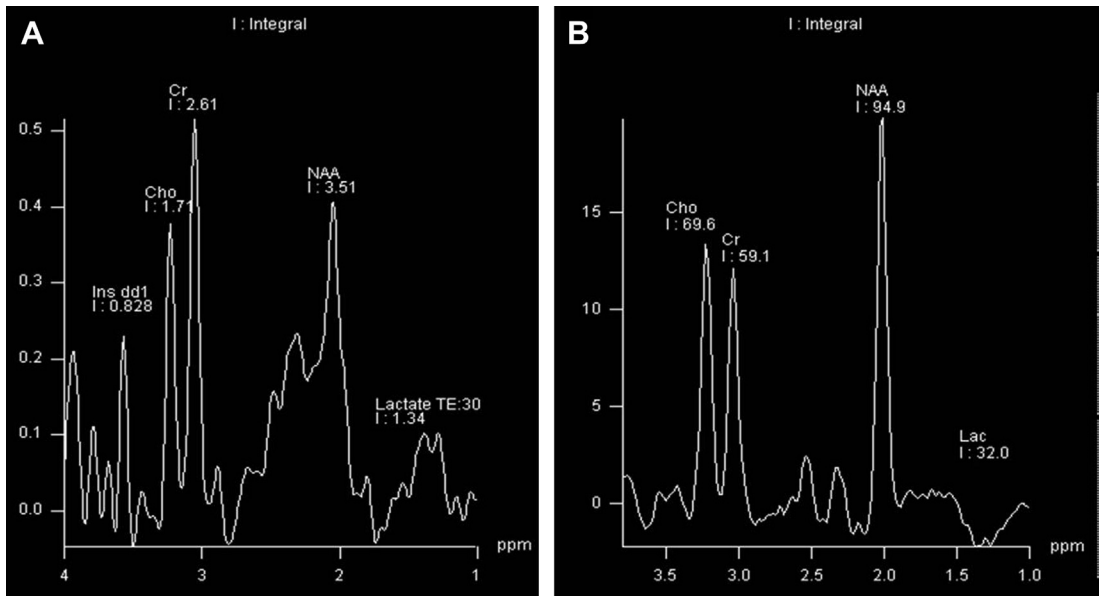 A
I : Integral
Cr
I : 2.61
0.5
NAA
I : 3.51
0.4
Cho
I : 1.71
0.3
Ins dd1
I : 0.828
0.2
Lactate TE:30
I : 1.34
0.1
0.0
ppm
4 3 2 1
B
I : Integral
NAA
I : 94.9
15
Cho
I : 69.6
Cr
I : 59.1
10
5
Lac
I : 32.0
0
ppm
3.5 3.0 2.5 2.0 1.5 1.0